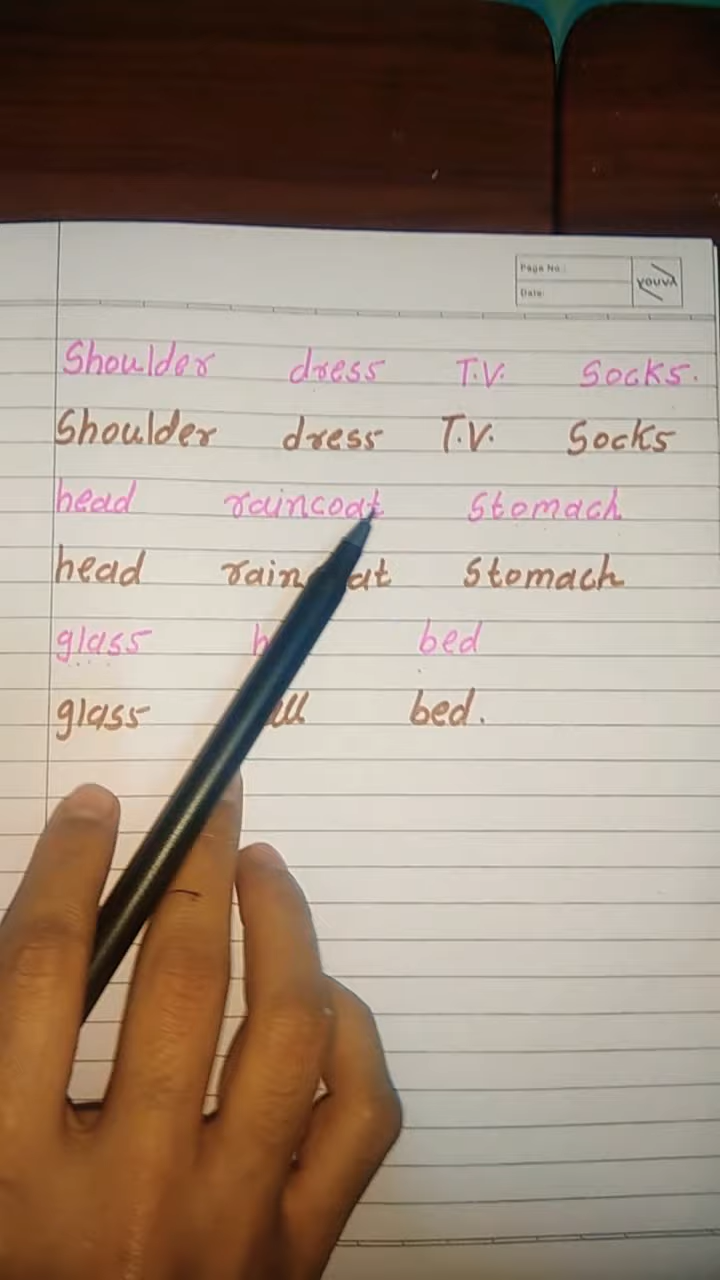 Page No.:
Youva
Date:
Shoulder dress T.V. Socks.
Shoulder dress T.V. Socks
head raincoat Stomach
head Stomach
glass bed
glass bed.